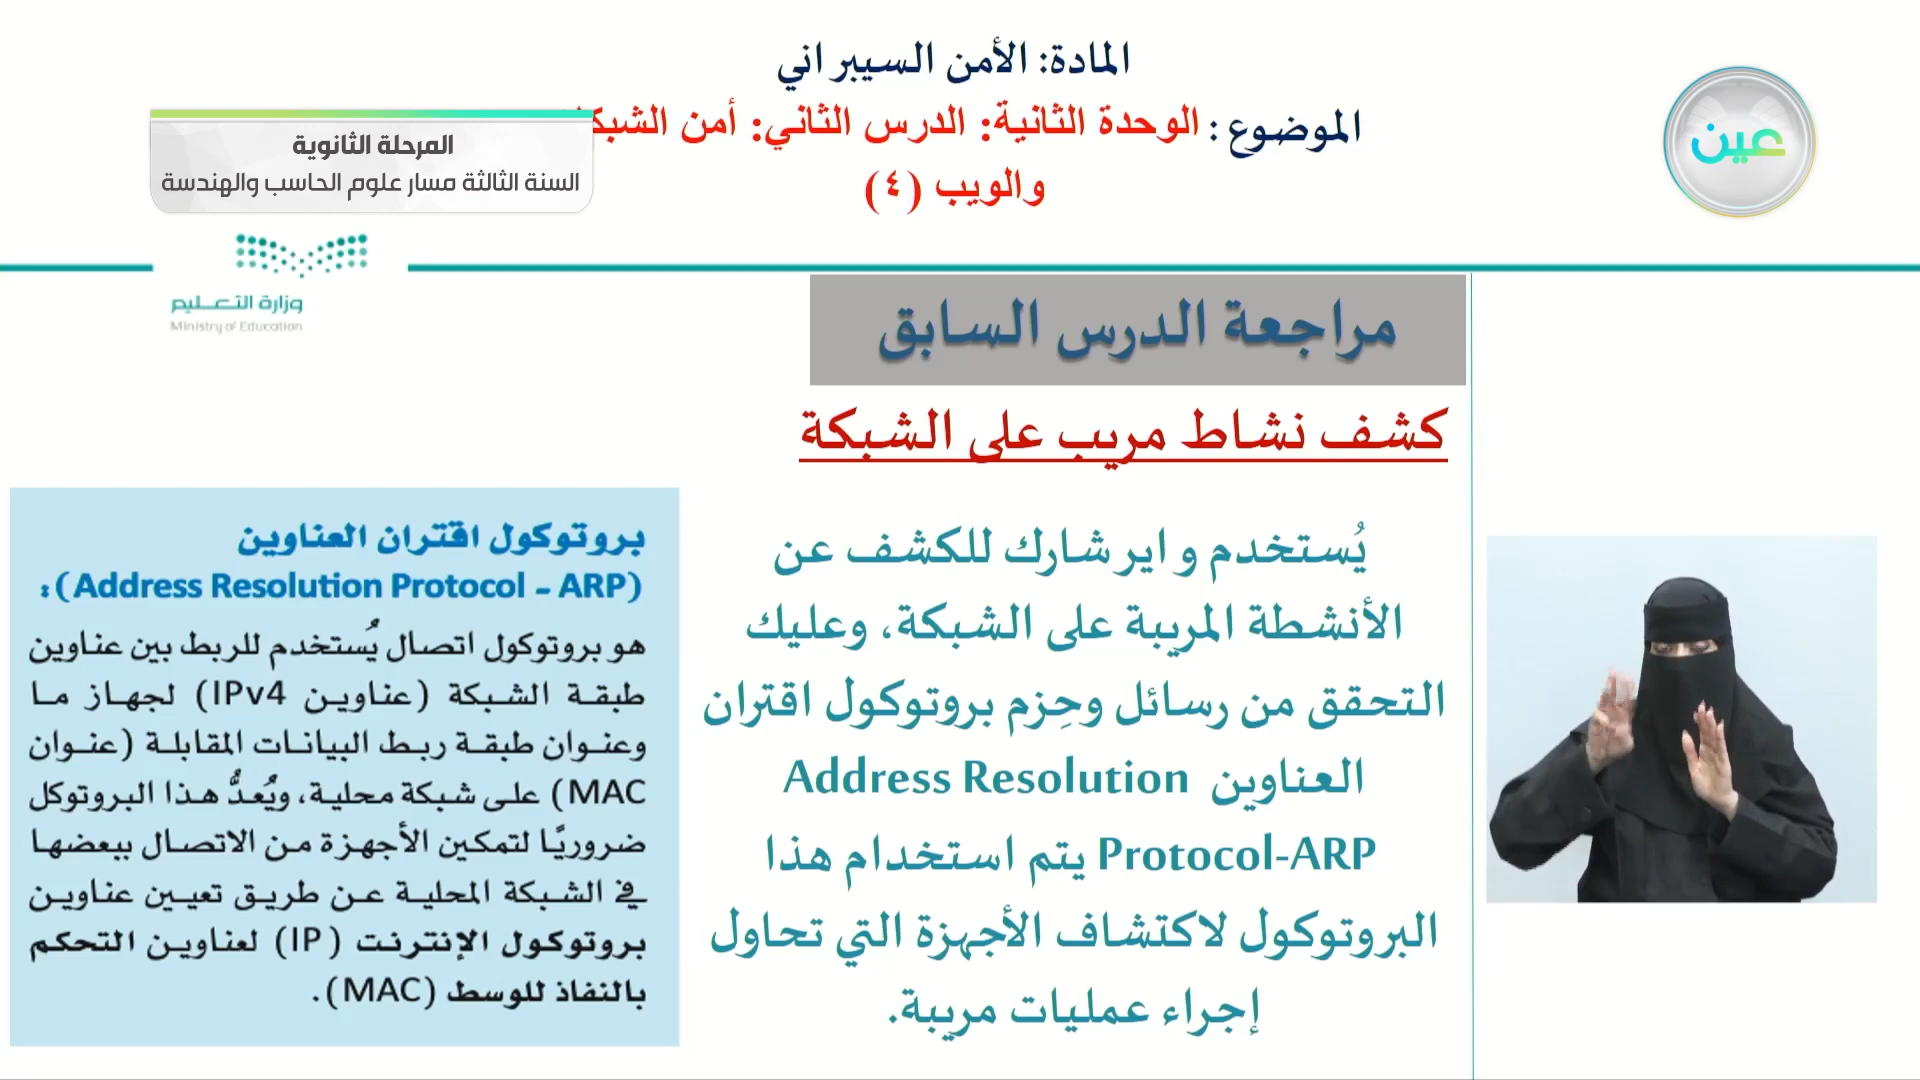 المادة: الأمن السيبراني
الموضوع: الوحدة الثانية: الدرس الثاني: أمن الشبكة
والويب (٤)
عين
المرحلة الثانوية
السنة الثالثة مسار علوم الحاسب والهندسة
وزارة التعليم
Ministry of Education
مراجعة الدرس السابق
كشف نشاط مريب على الشبكة
يُستخدم وايرشارك للكشف عن
الأنشطة المريبة على الشبكة، وعليك
التحقق من رسائل وحِزم بروتوكول اقتران
العناوين Address Resolution
Protocol-ARP يتم استخدام هذا
البروتوكول لاكتشاف الأجهزة التي تحاول
إجراء عمليات مريبة.
بروتوكول اقتران العناوين
(Address Resolution Protocol – ARP):
هو بروتوكول اتصال يُستخدم للربط بين عناوين
طبقة الشبكة (عناوين IPv4) لجهاز ما
وعنوان طبقة ربط البيانات المقابلة (عنوان
MAC) على شبكة محلية، ويُعدُّ هذا البروتوكل
ضروريًا لتمكين الأجهزة من الاتصال ببعضها
في الشبكة المحلية عن طريق تعيين عناوين
بروتوكول الإنترنت (IP) لعناوين التحكم
بالنفاذ للوسط (MAC).